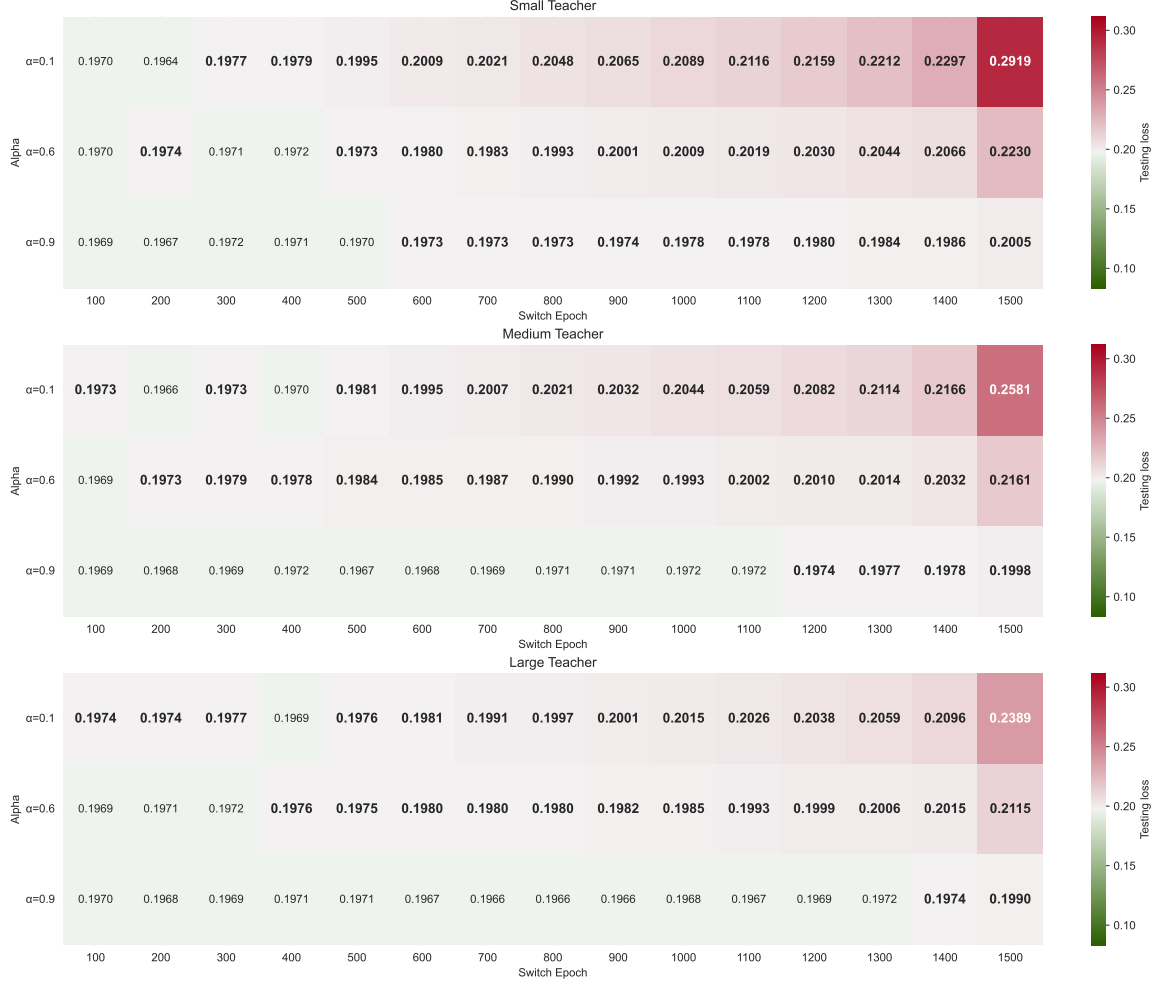 Small Teacher
α=0.1 0.1970 0.1964 0.1977 0.1979 0.1995 0.2009 0.2021 0.2048 0.2065 0.2089 0.2116 0.2159 0.2212 0.2297 0.2919
α=0.6 0.1970 0.1974 0.1971 0.1972 0.1973 0.1980 0.1983 0.1993 0.2001 0.2009 0.2019 0.2030 0.2044 0.2066 0.2230
α=0.9 0.1969 0.1967 0.1972 0.1971 0.1970 0.1973 0.1973 0.1973 0.1974 0.1978 0.1978 0.1980 0.1984 0.1986 0.2005
Alpha
100 200 300 400 500 600 700 800 900 1000 1100 1200 1300 1400 1500
Switch Epoch
0.30
0.25
0.20
0.15
0.10
Testing loss
Medium Teacher
α=0.1 0.1973 0.1966 0.1973 0.1970 0.1981 0.1995 0.2007 0.2021 0.2032 0.2044 0.2059 0.2082 0.2114 0.2166 0.2581
α=0.6 0.1969 0.1973 0.1979 0.1978 0.1984 0.1985 0.1987 0.1990 0.1992 0.1993 0.2002 0.2010 0.2014 0.2032 0.2161
α=0.9 0.1969 0.1968 0.1969 0.1972 0.1967 0.1968 0.1969 0.1971 0.1971 0.1972 0.1972 0.1974 0.1977 0.1978 0.1998
Alpha
100 200 300 400 500 600 700 800 900 1000 1100 1200 1300 1400 1500
Switch Epoch
0.30
0.25
0.20
0.15
0.10
Testing loss
Large Teacher
α=0.1 0.1974 0.1974 0.1977 0.1969 0.1976 0.1981 0.1991 0.1997 0.2001 0.2015 0.2026 0.2038 0.2059 0.2096 0.2389
α=0.6 0.1969 0.1971 0.1972 0.1976 0.1975 0.1980 0.1980 0.1980 0.1982 0.1985 0.1993 0.1999 0.2006 0.2015 0.2115
α=0.9 0.1970 0.1968 0.1969 0.1971 0.1971 0.1967 0.1966 0.1966 0.1966 0.1968 0.1967 0.1969 0.1972 0.1974 0.1990
Alpha
100 200 300 400 500 600 700 800 900 1000 1100 1200 1300 1400 1500
Switch Epoch
0.30
0.25
0.20
0.15
0.10
Testing loss